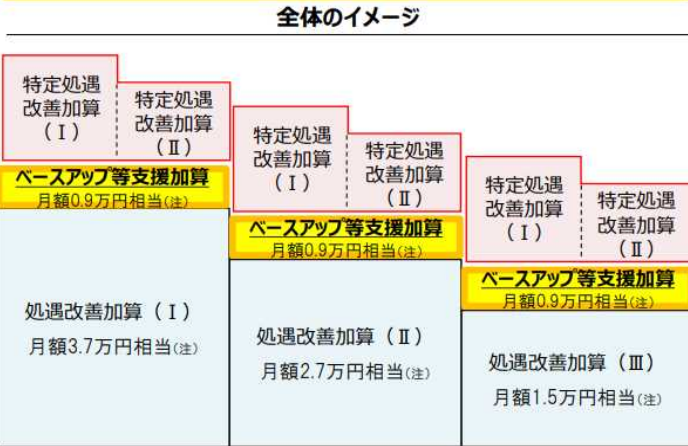 全体のイメージ
特定処遇
改善加算
（Ⅰ）
特定処遇
改善加算
（Ⅱ）
ベースアップ等支援加算
月額0.9万円相当(注)
処遇改善加算（Ⅰ）
月額3.7万円相当(注)
特定処遇
改善加算
（Ⅰ）
特定処遇
改善加算
（Ⅱ）
ベースアップ等支援加算
月額0.9万円相当(注)
処遇改善加算（Ⅱ）
月額2.7万円相当(注)
特定処遇
改善加算
（Ⅰ）
特定処遇
改善加算
（Ⅱ）
ベースアップ等支援加算
月額0.9万円相当(注)
処遇改善加算（Ⅲ）
月額1.5万円相当(注)